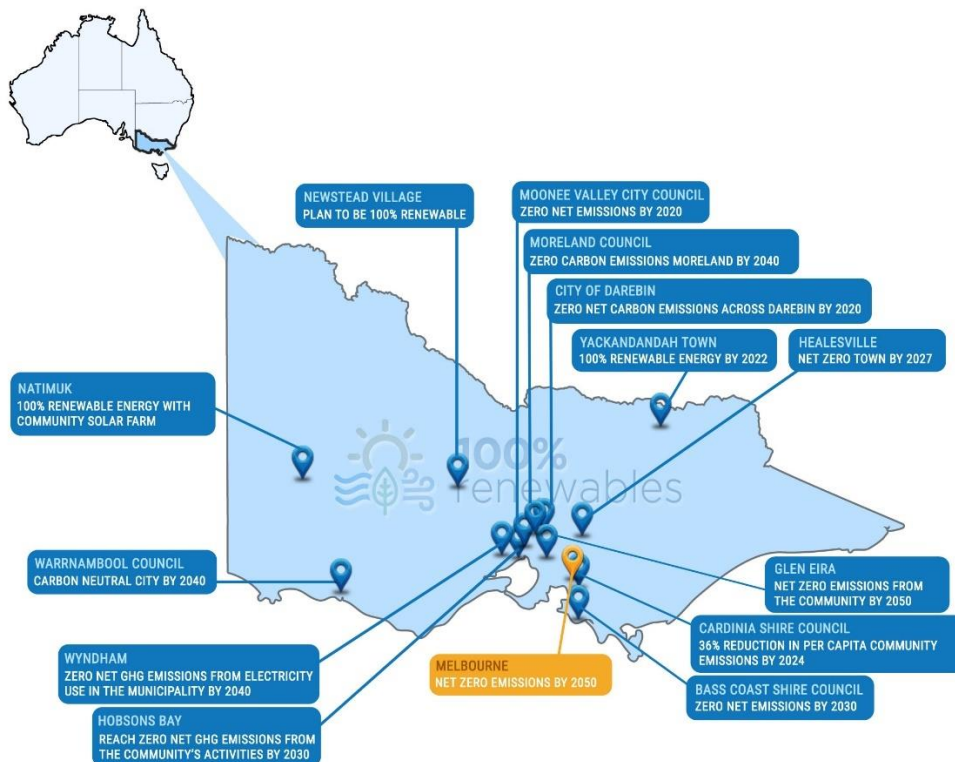 NEWSTEAD VILLAGE
PLAN TO BE 100% RENEWABLE
MOONEE VALLEY CITY COUNCIL
ZERO NET EMISSIONS BY 2020
MORELAND COUNCIL
ZERO CARBON EMISSIONS MORELAND BY 2040
CITY OF DAREBIN
ZERO NET CARBON EMISSIONS ACROSS DAREBIN BY 2020
YACKANDANDAH TOWN
100% RENEWABLE ENERGY BY 2022
HEALESVILLE
NET ZERO TOWN BY 2027
NATIMUK
100% RENEWABLE ENERGY WITH
COMMUNITY SOLAR FARM
100%
renewables
WARRNAMBOOL COUNCIL
CARBON NEUTRAL CITY BY 2040
GLEN EIRA
NET ZERO EMISSIONS FROM
THE COMMUNITY BY 2050
CARDINIA SHIRE COUNCIL
36% REDUCTION IN PER CAPITA COMMUNITY
EMISSIONS BY 2024
WYNDHAM
ZERO NET GHG EMISSIONS FROM ELECTRICITY
USE IN THE MUNICIPALITY BY 2040
MELBOURNE
NET ZERO EMISSIONS BY 2050
BASS COAST SHIRE COUNCIL
ZERO NET EMISSIONS BY 2030
HOBSONS BAY
REACH ZERO NET GHG EMISSIONS FROM
THE COMMUNITY'S ACTIVITIES BY 2030